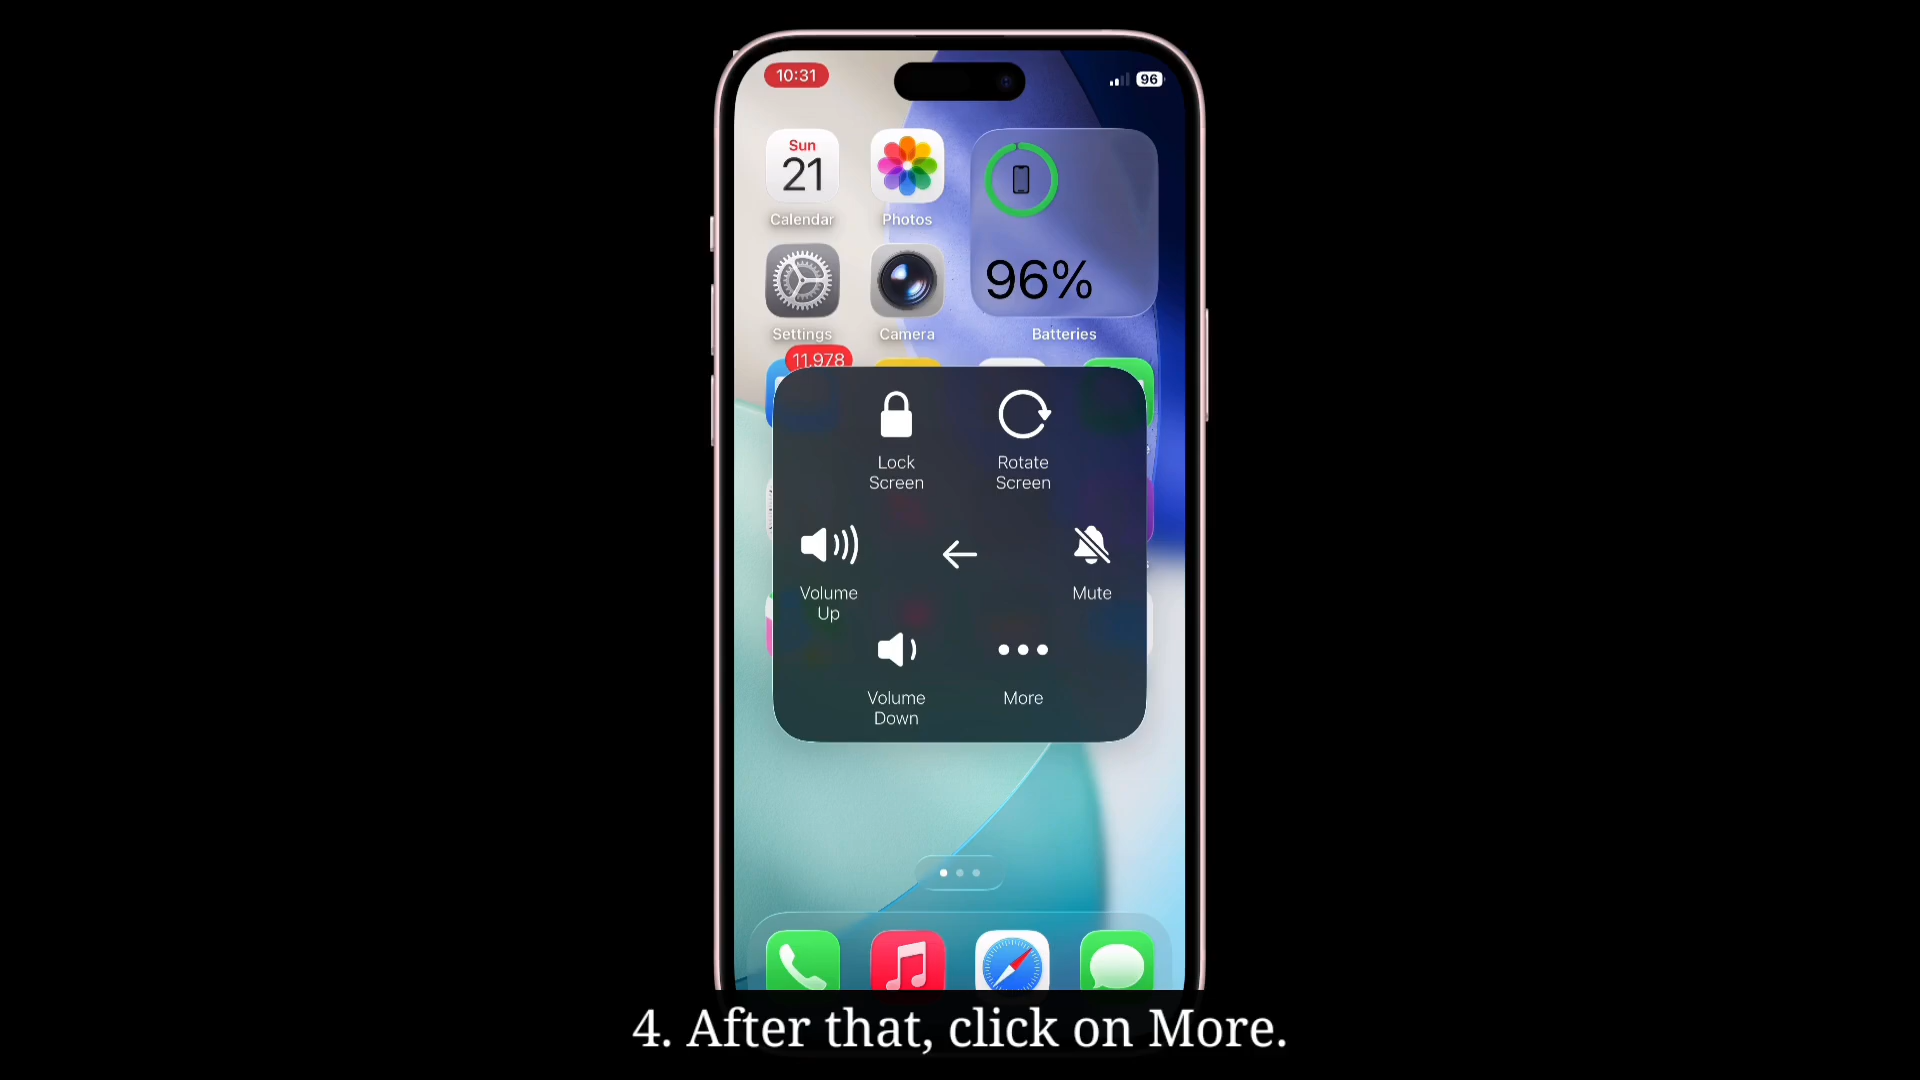 10:31
96
Sun
21
Calendar
Photos
96%
Settings
Camera
Batteries
11,978
Lock
Screen
Rotate
Screen
Volume
Up
Mute
Volume
Down
More
4. After that, click on More.